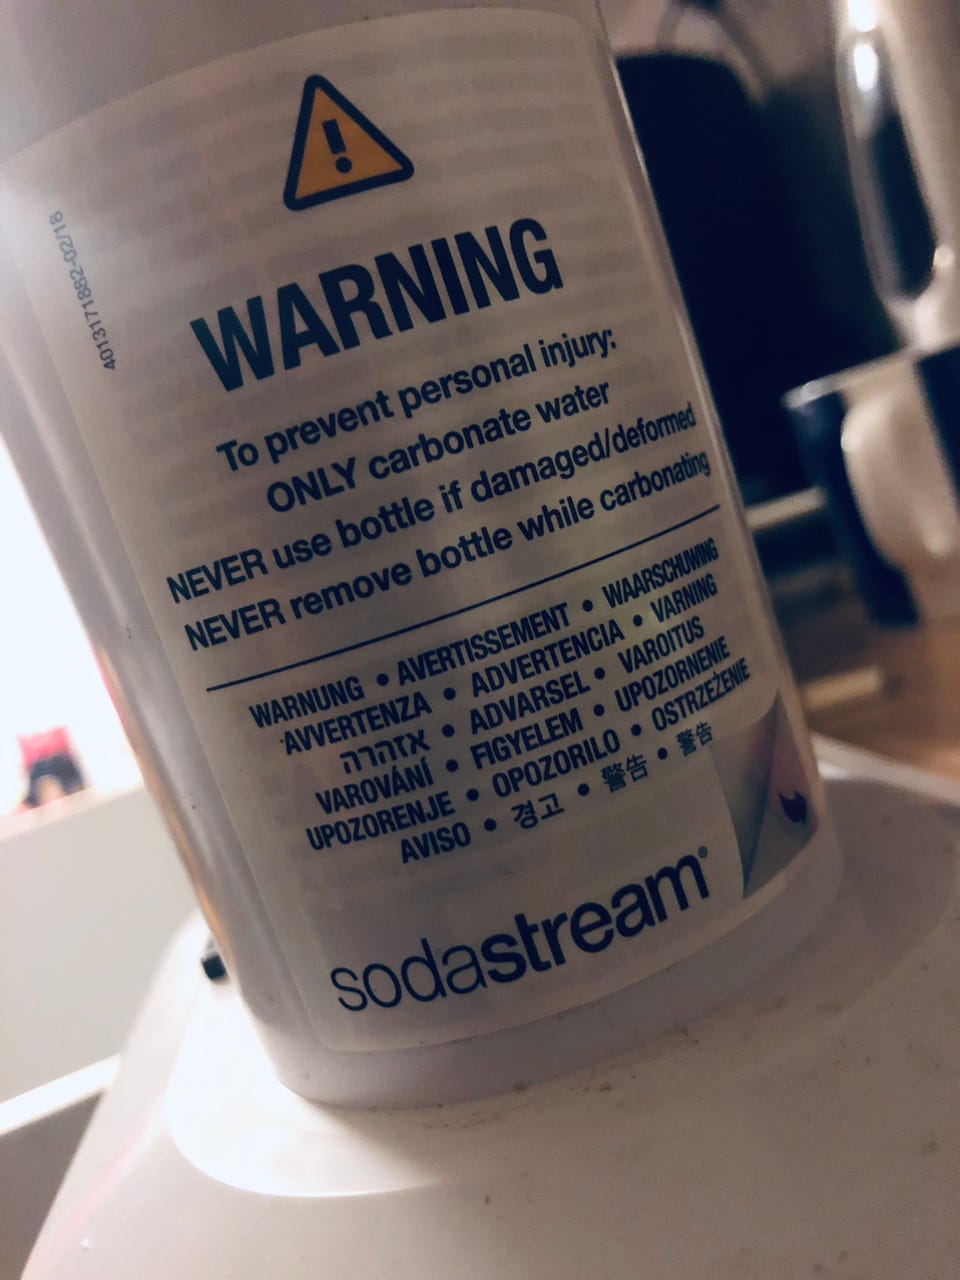 4013171882-02/18
WARNING
To prevent personal injury:
ONLY carbonate water
NEVER use bottle if damaged/deformed
NEVER remove bottle while carbonating
WARNUNG • AVERTISSEMENT • WAARSCHUWING
AVVERTENZA • ADVERTENCIA • VARNING
אזהרה • ADVARSEL • VAROITUS
VAROVÁNÍ • FIGYELEM • UPOZORNENIE
UPOZORENJE • OPOZORILO • OSTRZEŻENIE
AVISO • 경고 • 警告 • 警告
sodastream®